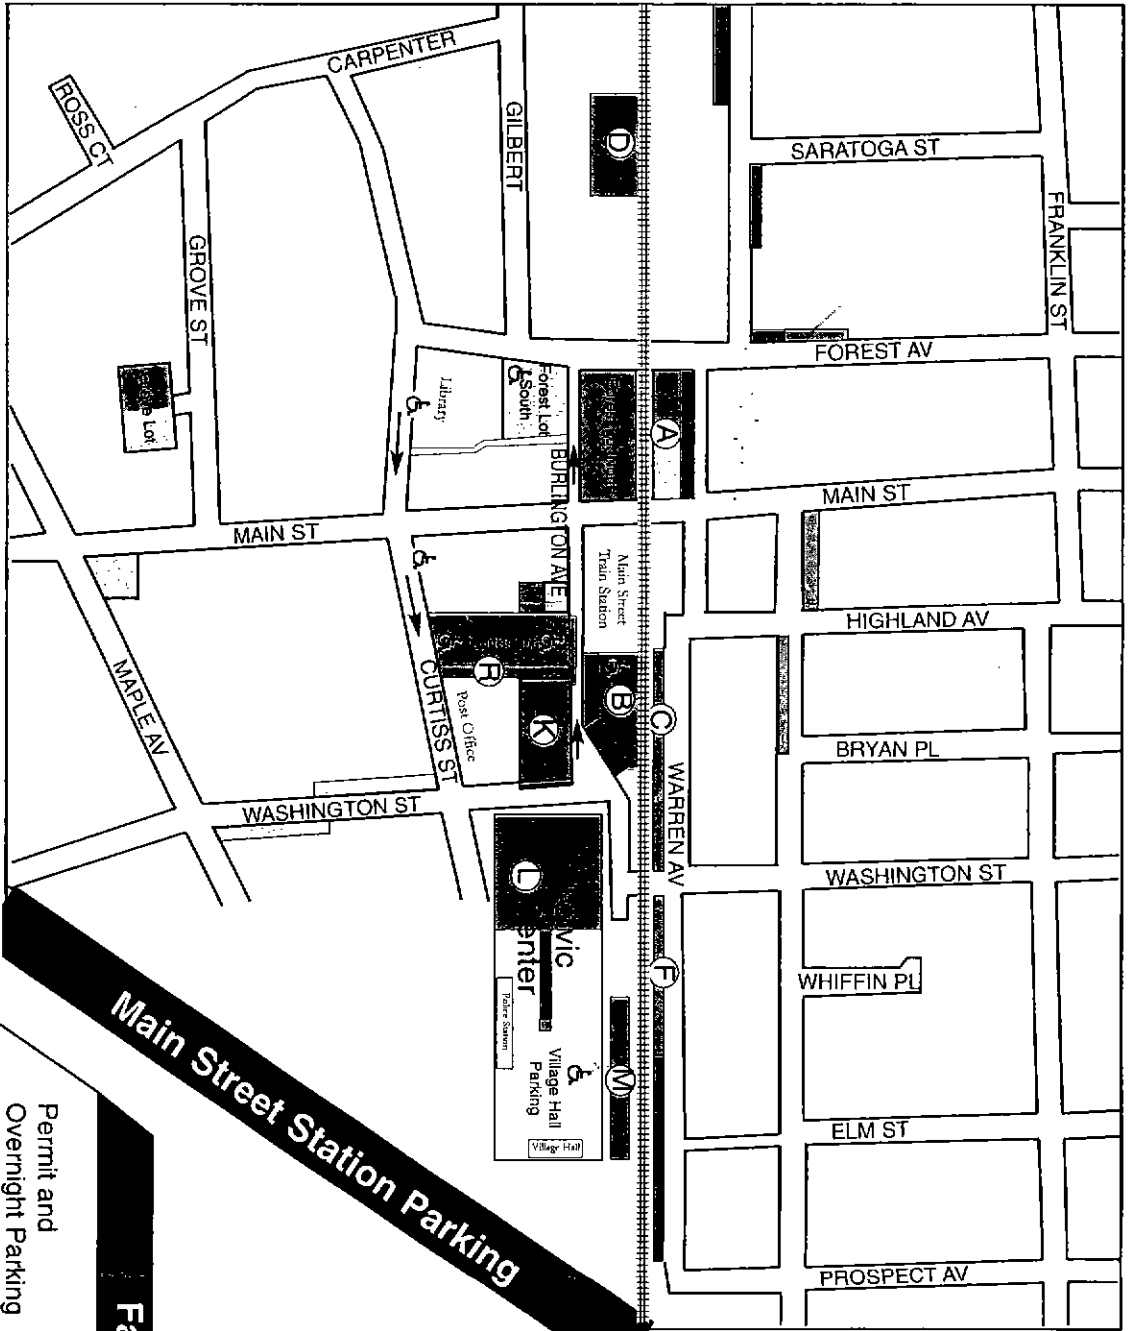 CARPENTER
ROSS CT
GILBERT
GROVE ST
D
SARATOGA ST
FRANKLIN ST
FOREST AV
Library
Forest Lot
South
BURLINGTON AVE
A
MAIN ST
MAIN ST
Main Street
Train Station
HIGHLAND AV
B
C
R
K
Post Office
CURTISS ST
MAPLE AV
WASHINGTON ST
WARREN AV
BRYAN PL
WASHINGTON ST
L
vic
enter
F
WHIFFIN PL
Police Station
Village Hall
Parking
M
Village Hall
ELM ST
PROSPECT AV
Main Street Station Parking
Permit and
Overnight Parking
Fa